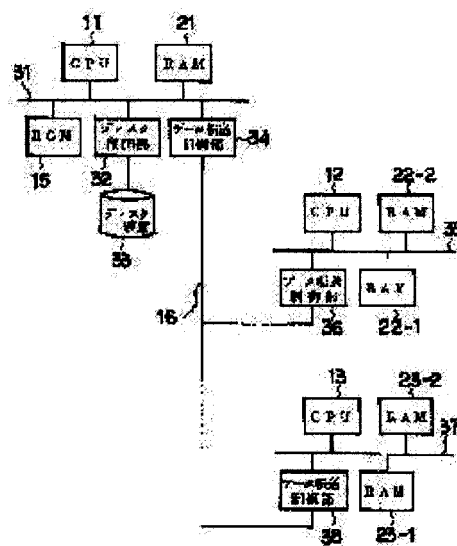 11
21
CPU
RAM
31
ROM
ディスク
制御部
データ転送
制御部
34
15
32
ディスク
装置
33
12
22-2
CPU
RAM
35
16
データ転送
制御部
RAM
36
22-1
13
23-2
CPU
RAM
37
データ転送
制御部
RAM
38
23-1